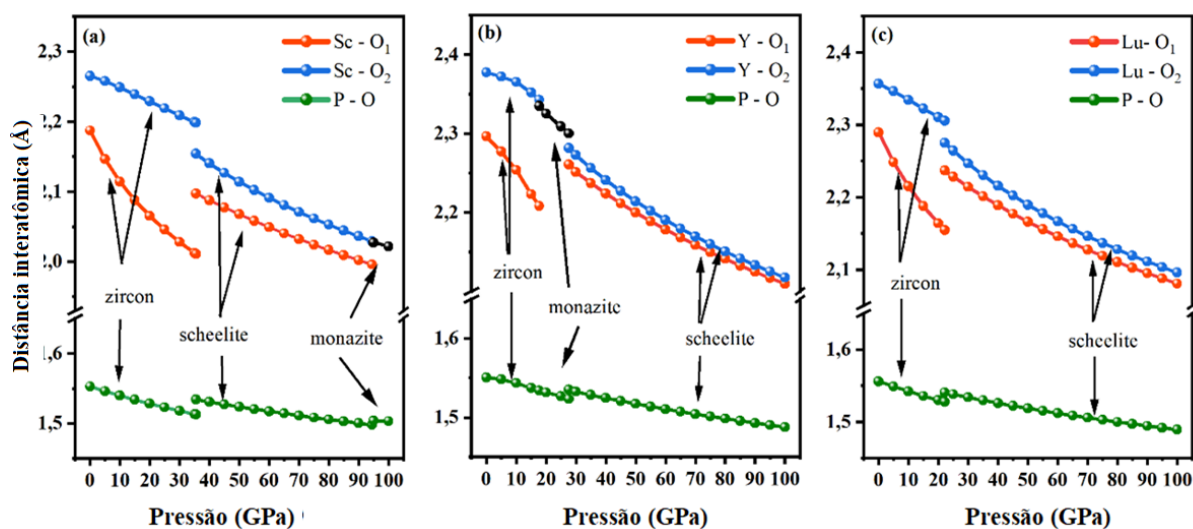 Distância interatômica (Å)
(a)
Sc - O₁
Sc - O₂
P - O
2,3
2,2
2,1
2,0
1,6
1,5
zircon
scheelite
monazite
0 10 20 30 40 50 60 70 80 90 100
Pressão (GPa)
(b)
Y - O₁
Y - O₂
P - O
2,4
2,3
2,2
1,6
1,5
zircon
monazite
scheelite
0 10 20 30 40 50 60 70 80 90 100
Pressão (GPa)
(c)
Lu- O₁
Lu - O₂
P - O
2,4
2,3
2,2
2,1
1,6
1,5
zircon
scheelite
0 10 20 30 40 50 60 70 80 90 100
Pressão (GPa)